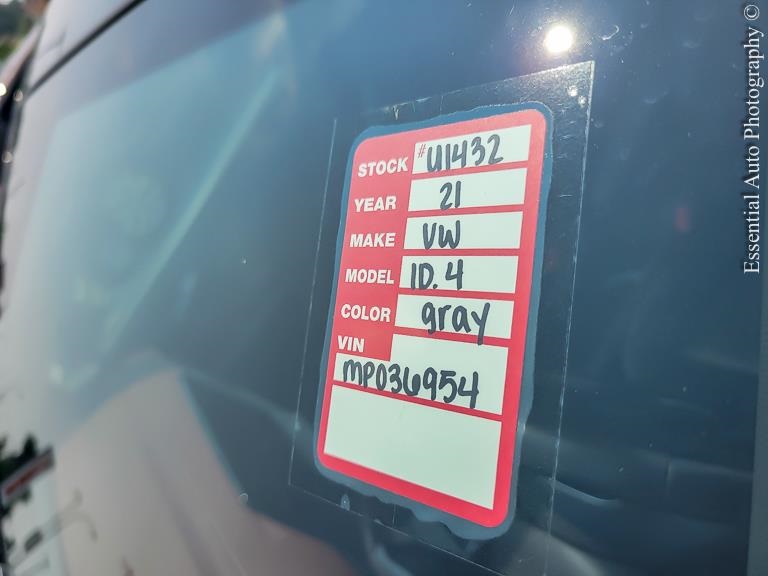 STOCK #U1432
YEAR 21
MAKE VW
MODEL ID.4
COLOR gray
VIN
MP036954
Essential Auto Photography ©